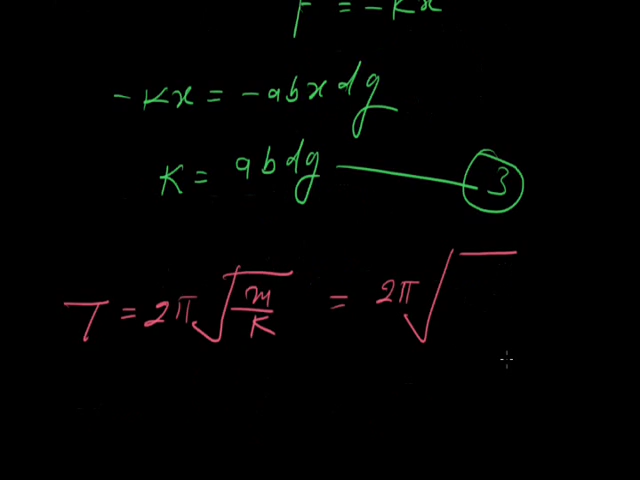 F = -Kx
-Kx = -abxdg
K = abdg 3
T = 2π√(m/K) = 2π√